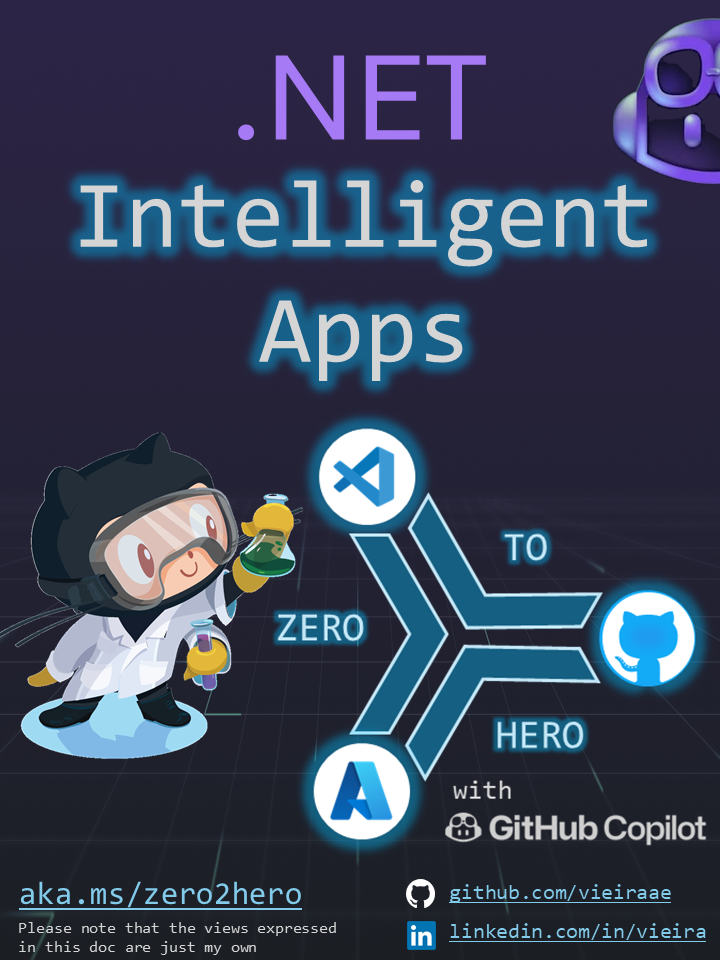 .NET
Intelligent
Apps
TO
ZERO
HERO
with
GitHub Copilot
aka.ms/zero2hero
Please note that the views expressed
in this doc are just my own
github.com/vieiraae
linkedin.com/in/vieira